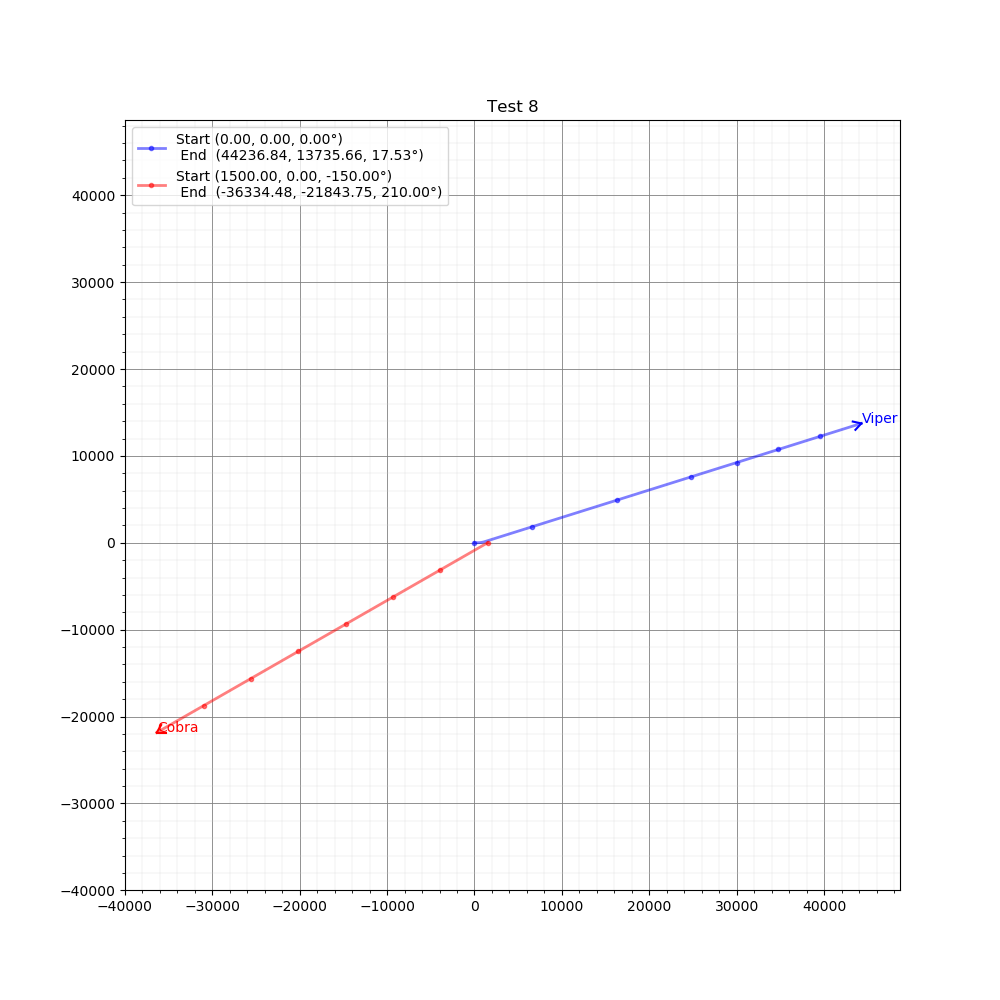 Test 8
Start (0.00, 0.00, 0.00°)
End (44236.84, 13735.66, 17.53°)
Start (1500.00, 0.00, -150.00°)
End (-36334.48, -21843.75, 210.00°)
40000
30000
20000
10000
0
−10000
−20000
−30000
−40000
Viper
Cobra
−40000 −30000 −20000 −10000 0 10000 20000 30000 40000